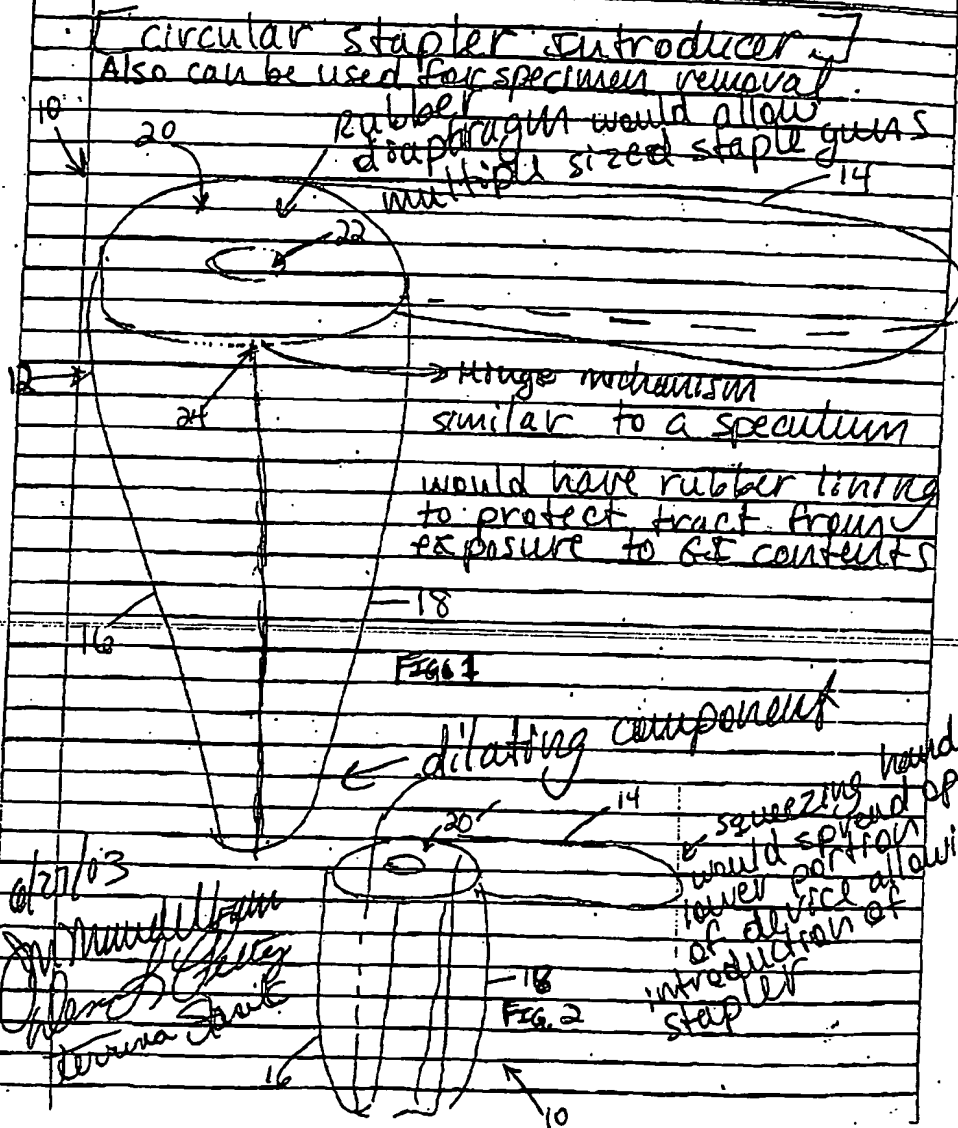 [circular stapler introducer]
Also can be used for specimen removal
10
20
Rubber
diaphragm would allow
multiple sized staple guns
14
22
12
24
Hinge mechanism
similar to a speculum
would have rubber lining
to protect tract from
exposure to GI contents
16
18
FIG. 1
dilating component
20
14
squeezing hand
would spread op
lower portion
of device allowi
introduction of
stapler
6/27/03
18
FIG. 2
16
10